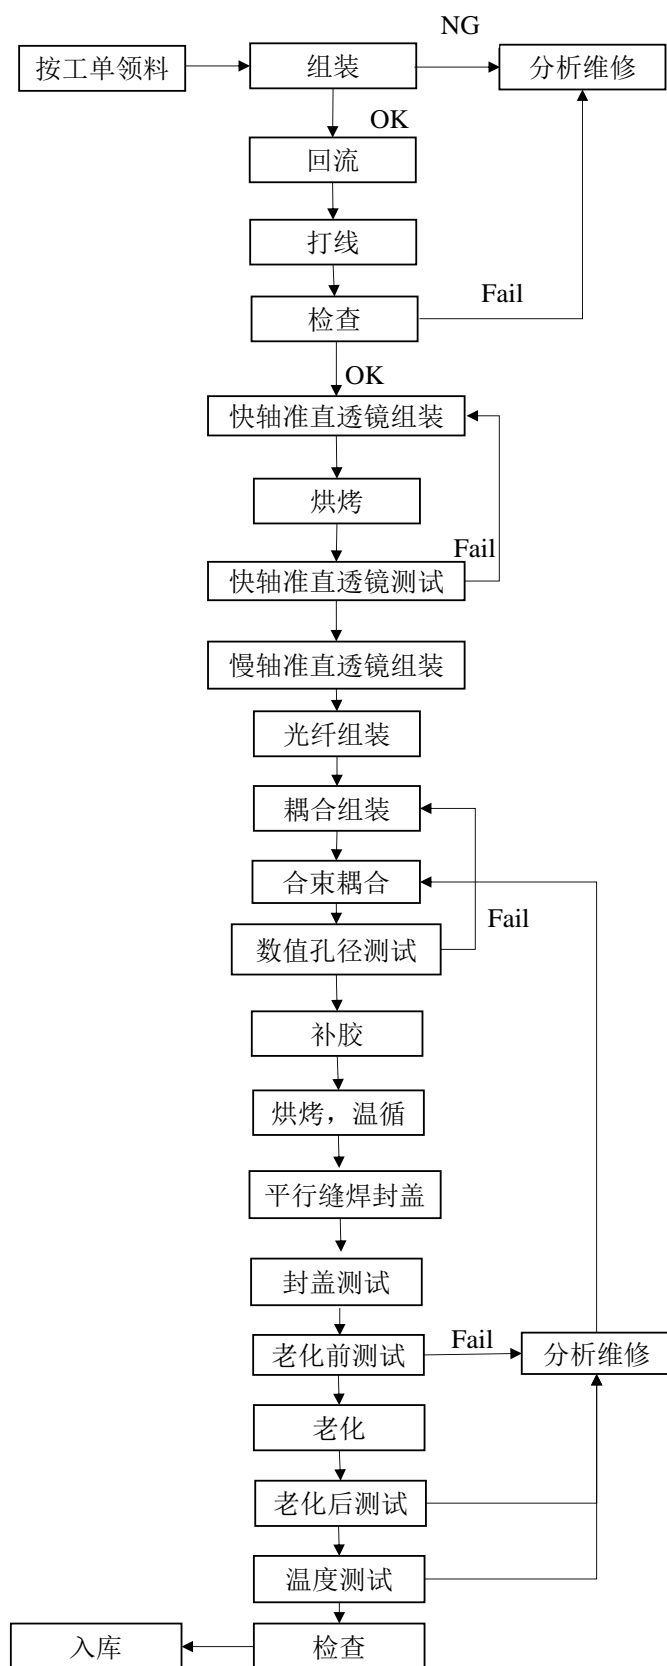 NG
按工单领料
组装
分析维修
OK
回流
打线
检查
Fail
OK
快轴准直透镜组装
烘烤
Fail
快轴准直透镜测试
慢轴准直透镜组装
光纤组装
耦合组装
合束耦合
Fail
数值孔径测试
补胶
烘烤，温循
平行缝焊封盖
封盖测试
Fail
老化前测试
分析维修
老化
老化后测试
温度测试
入库
检查